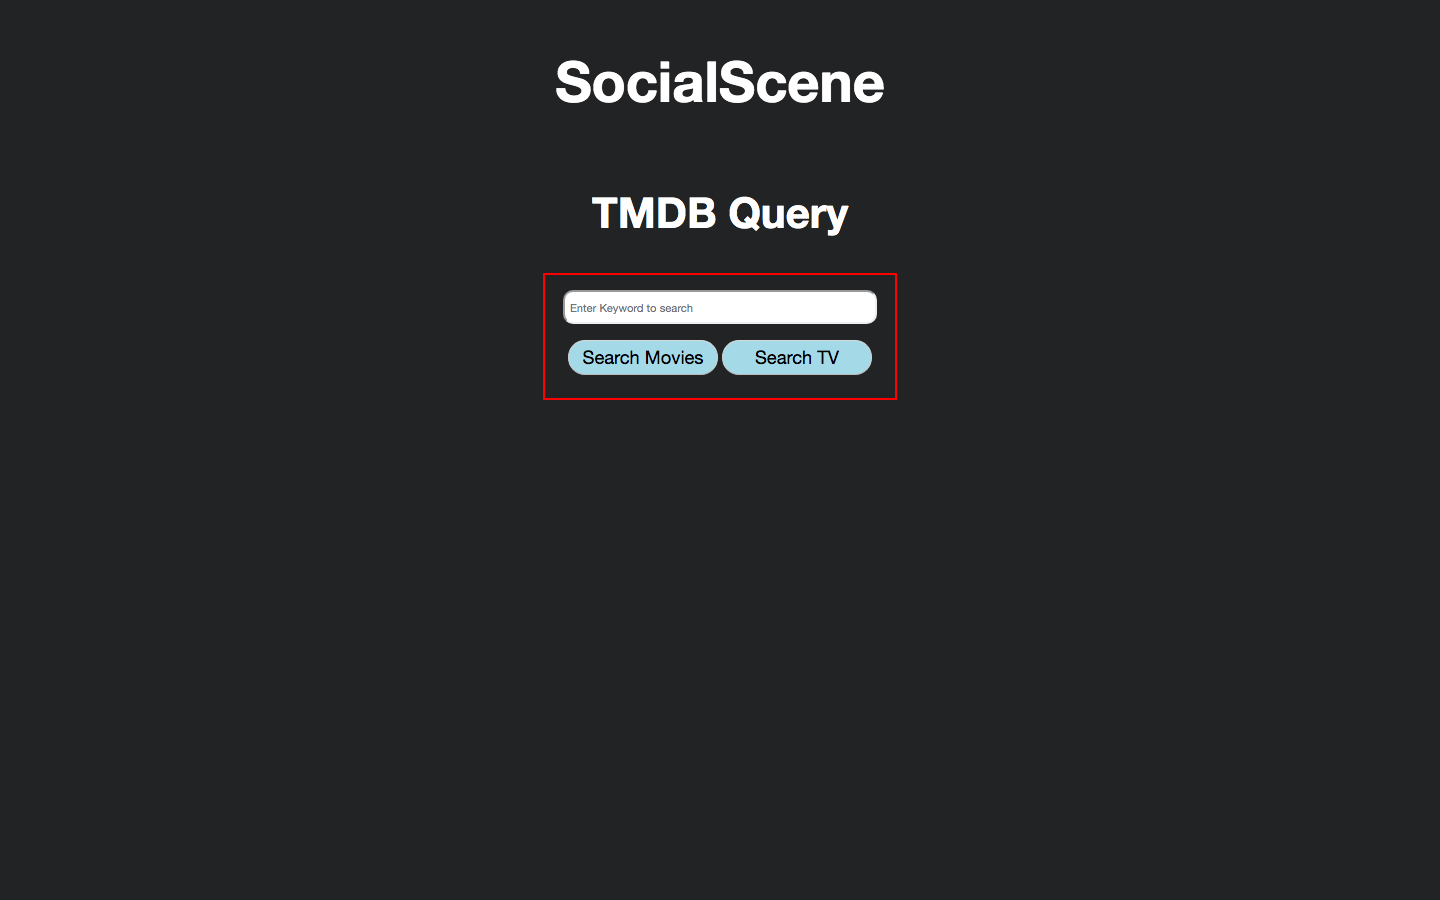 SocialScene
TMDB Query
Enter Keyword to search
Search Movies Search TV